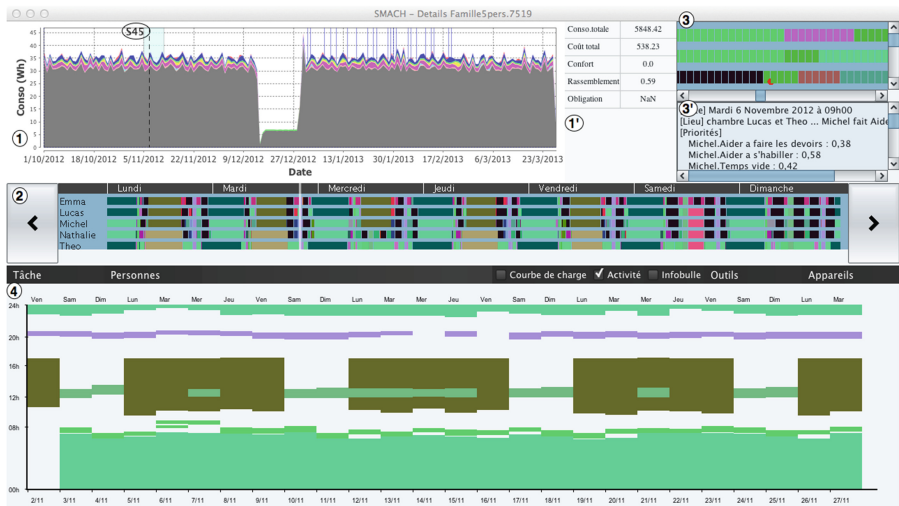 SMACH - Details Famille5pers.7519
S45
Conso (Wh)
45
40
35
30
25
20
15
10
5
0
1/10/2012 18/10/2012 5/11/2012 22/11/2012 9/12/2012 27/12/2012 13/1/2013 30/1/2013 17/2/2013 6/3/2013 23/3/2013
Date
1
Conso.totale 5848.42
Coût total 538.23
Confort 0.0
Rassemblement 0.59
Obligation NaN
1'
3
3'
] Mardi 6 Novembre 2012 à 09h00
[Lieu] chambre Lucas et Theo ... Michel fait Aide
[Priorités]
Michel.Aider a faire les devoirs : 0,38
Michel.Aider a s'habiller : 0,58
Michel.Temps vide : 0,42
2
Lundi Mardi Mercredi Jeudi Vendredi Samedi Dimanche
Emma
Lucas
Michel
Nathalie
Theo
Tâche Personnes Courbe de charge Activité Infobulle Outils Appareils
4
Ven Sam Dim Lun Mar Mer Jeu Ven Sam Dim Lun Mar Mer Jeu Ven Sam Dim Lun Mar Mer Jeu Ven Sam Dim Lun Mar
24h
20h
16h
12h
08h
00h
2/11 3/11 4/11 5/11 6/11 7/11 8/11 9/11 10/11 11/11 12/11 13/11 14/11 15/11 16/11 17/11 18/11 19/11 20/11 21/11 22/11 23/11 24/11 25/11 26/11 27/11